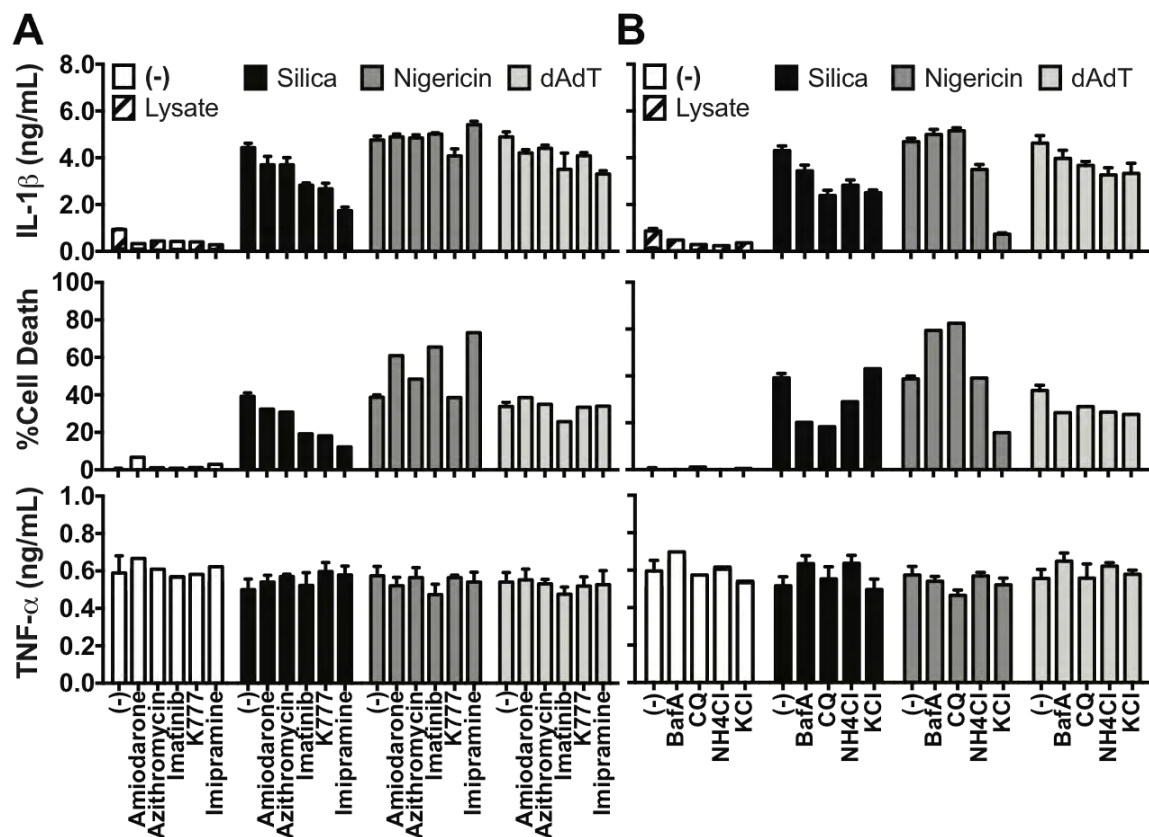 A
B
(-)
Lysate
Silica
Nigericin
dAdT
(-)
Lysate
Silica
Nigericin
dAdT
IL-1β (ng/mL)
8.0
6.0
4.0
2.0
0.0
%Cell Death
100
80
60
40
20
0
TNF-α (ng/mL)
1.0
0.8
0.6
0.4
0.2
0.0
(-)
Amiodarone
Azithromycin
Imatinib
K777
Imipramine
(-)
Amiodarone
Azithromycin
Imatinib
K777
Imipramine
(-)
Amiodarone
Azithromycin
Imatinib
K777
Imipramine
(-)
Amiodarone
Azithromycin
Imatinib
K777
Imipramine
(-)
BafA
CQ
NH4Cl
KCl
(-)
BafA
CQ
NH4Cl
KCl
(-)
BafA
CQ
NH4Cl
KCl
(-)
BafA
CQ
NH4Cl
KCl